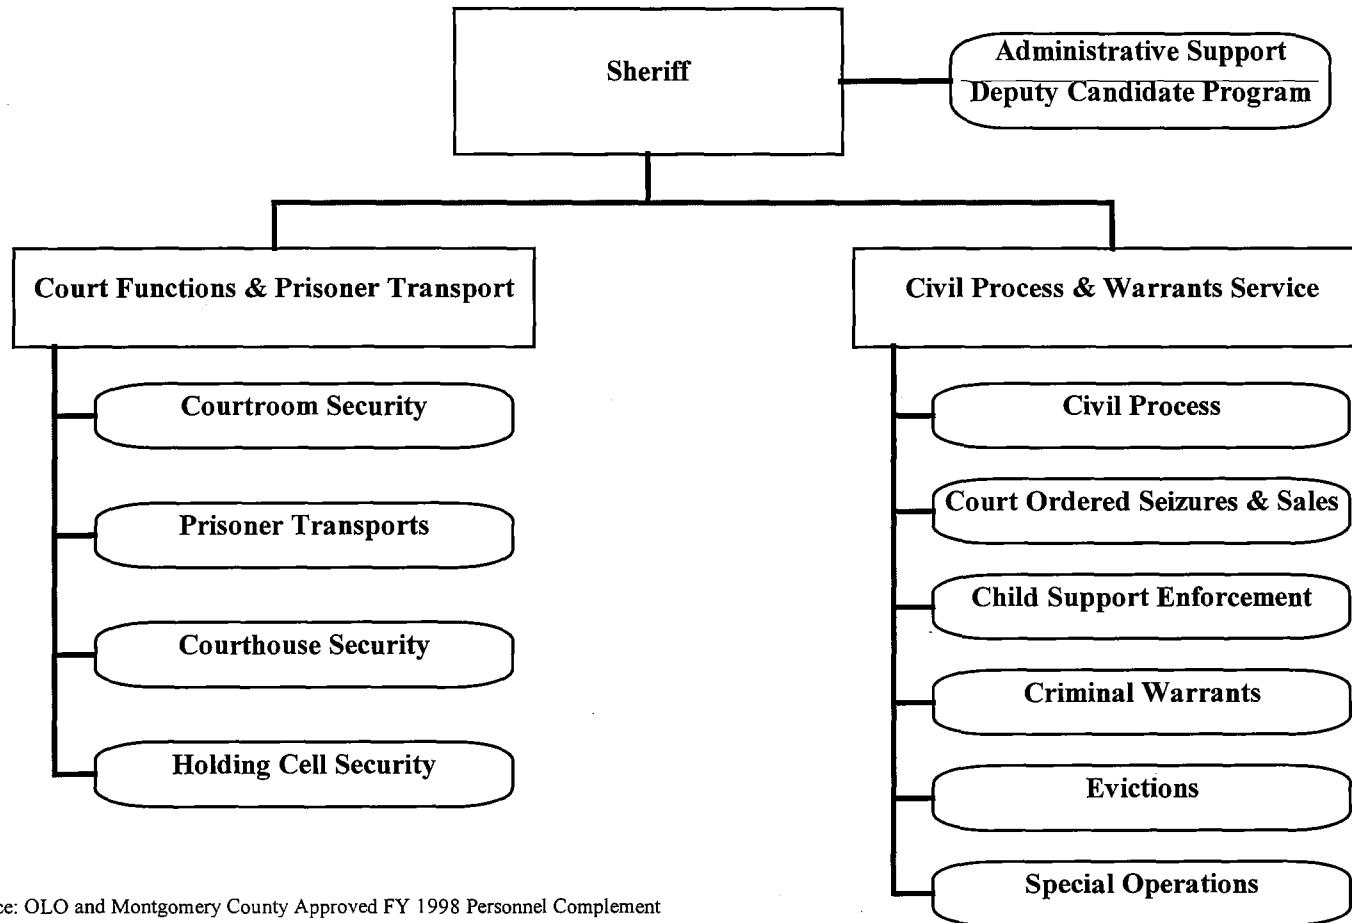 Sheriff
Administrative Support
Deputy Candidate Program
Court Functions & Prisoner Transport
Courtroom Security
Prisoner Transports
Courthouse Security
Holding Cell Security
Civil Process & Warrants Service
Civil Process
Court Ordered Seizures & Sales
Child Support Enforcement
Criminal Warrants
Evictions
Special Operations
ce: OLO and Montgomery County Approved FY 1998 Personnel Complement